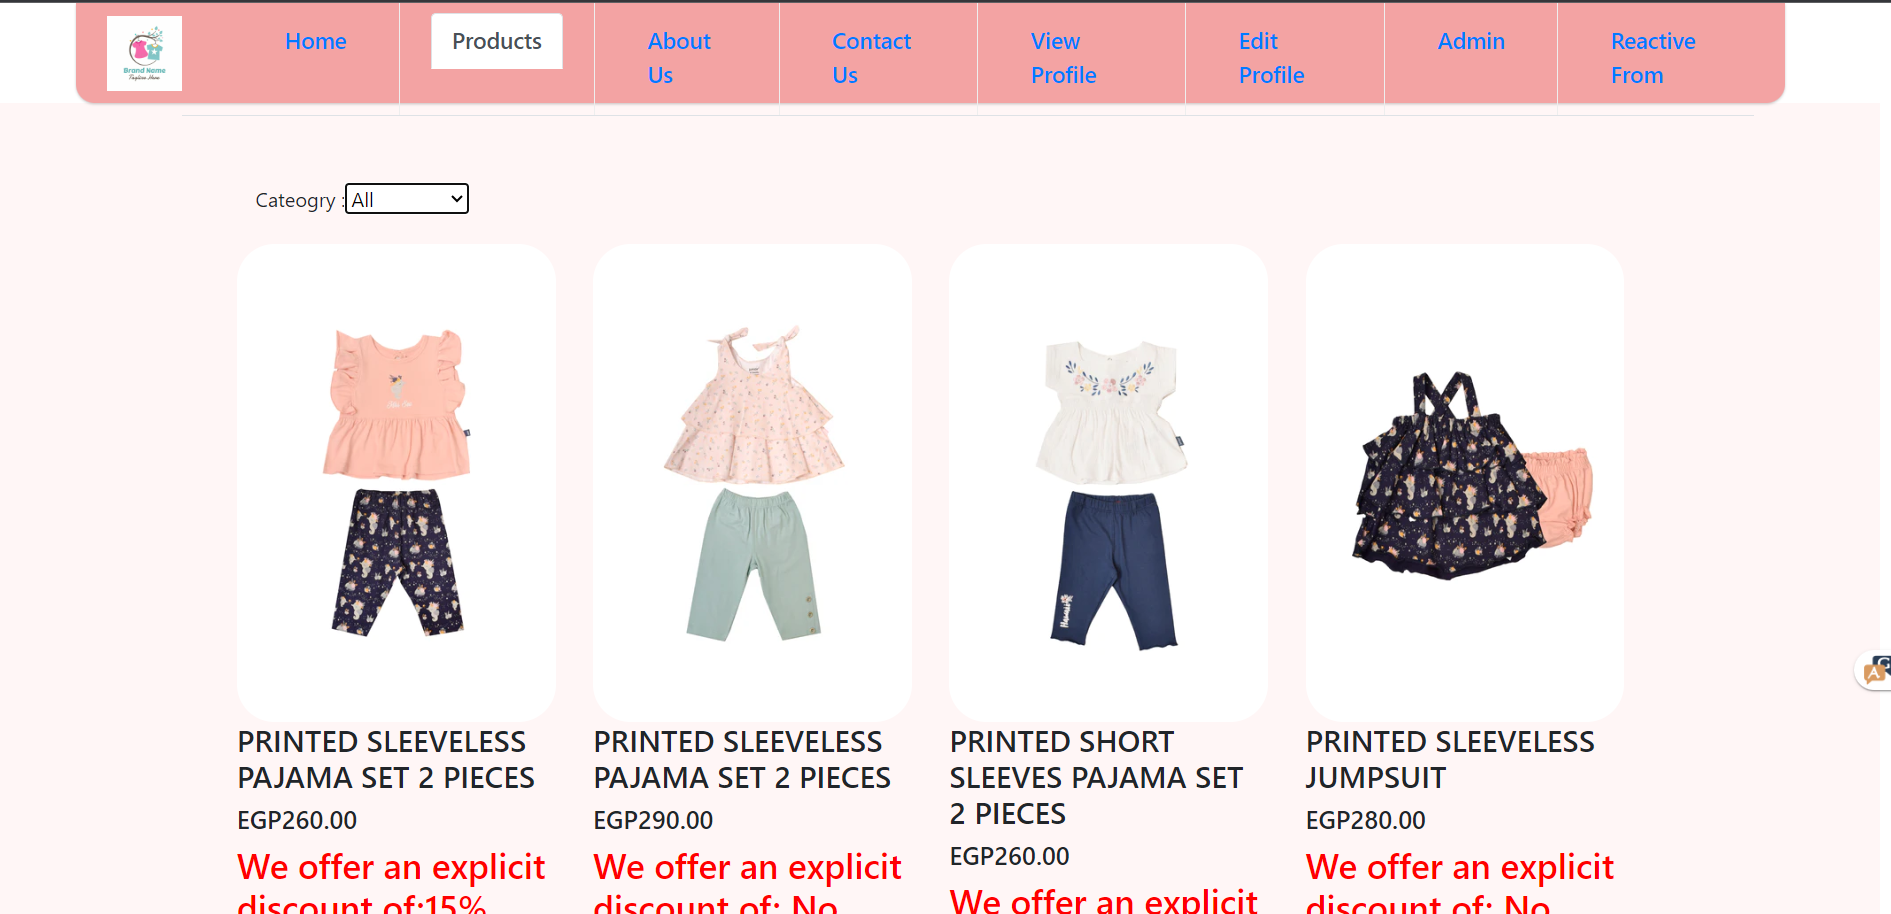 Brand Name
Tagline Here
Home
Products
About
Us
Contact
Us
View
Profile
Edit
Profile
Admin
Reactive
From
Cateogry :
All
PRINTED SLEEVELESS
PAJAMA SET 2 PIECES
EGP260.00
We offer an explicit
discount of:15%
PRINTED SLEEVELESS
PAJAMA SET 2 PIECES
EGP290.00
We offer an explicit
discount of: No
PRINTED SHORT
SLEEVES PAJAMA SET
2 PIECES
EGP260.00
We offer an explicit
PRINTED SLEEVELESS
JUMPSUIT
EGP280.00
We offer an explicit
discount of: No